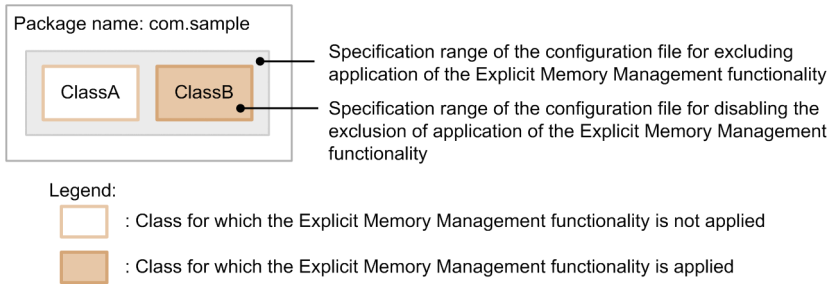 Package name: com.sample
Specification range of the configuration file for excluding
application of the Explicit Memory Management functionality
ClassA
ClassB
Specification range of the configuration file for disabling the
exclusion of application of the Explicit Memory Management
functionality
Legend:
: Class for which the Explicit Memory Management functionality is not applied
: Class for which the Explicit Memory Management functionality is applied